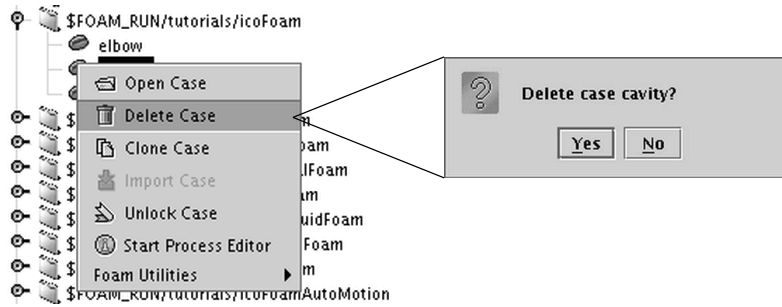 $FOAM_RUN/tutorials/icoFoam
elbow
Open Case
Delete Case
Clone Case
Import Case
Unlock Case
Start Process Editor
Foam Utilities
$FOAM_RUN/tutorials/icoFoamAutoMotion
Delete case cavity?
Yes
No